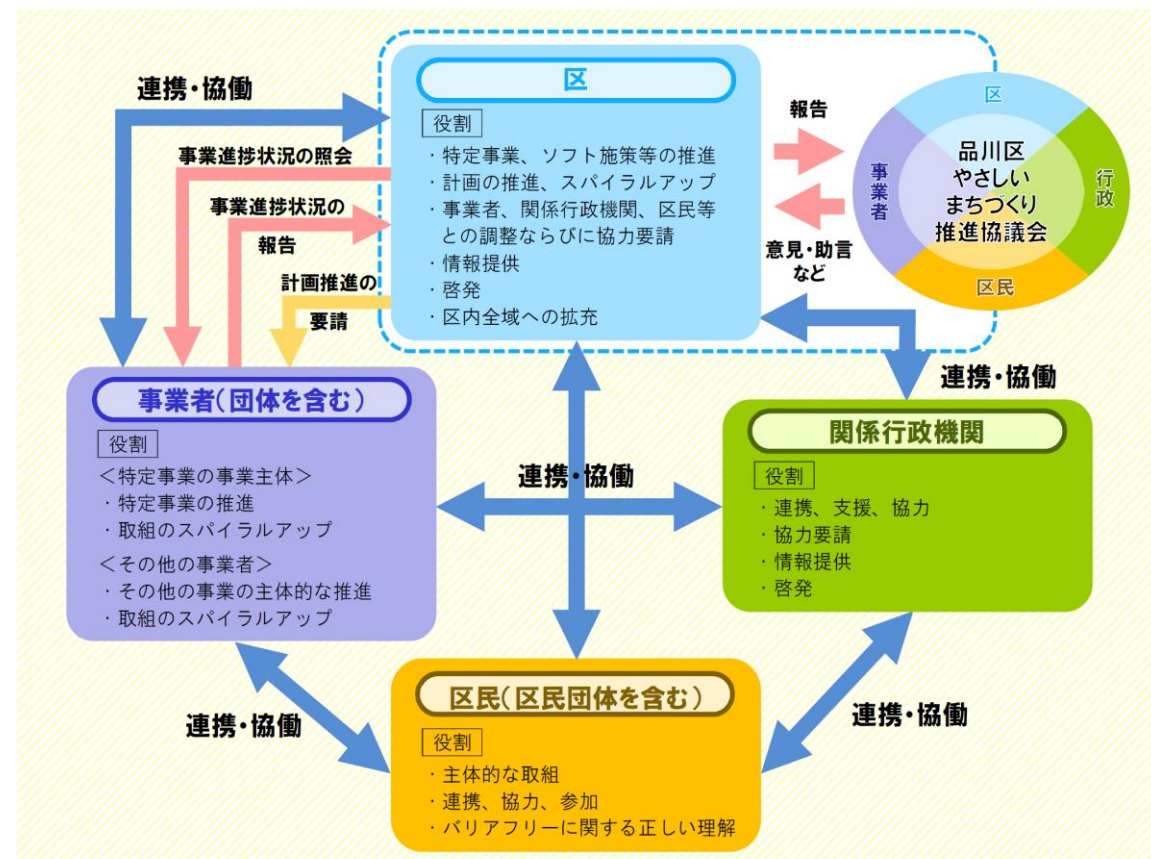 区
役割
・特定事業、ソフト施策等の推進
・計画の推進、スパイラルアップ
・事業者、関係行政機関、区民等
との調整ならびに協力要請
・情報提供
・啓発
・区内全域への拡充
連携・協働
事業進捗状況の照会
事業進捗状況の
報告
計画推進の
要請
報告
意見・助言
など
区
事業者
行政
区民
品川区
やさしい
まちづくり
推進協議会
連携・協働
事業者(団体を含む)
役割
＜特定事業の事業主体＞
・特定事業の推進
・取組のスパイラルアップ
＜その他の事業者＞
・その他の事業の主体的な推進
・取組のスパイラルアップ
連携・協働
関係行政機関
役割
・連携、支援、協力
・協力要請
・情報提供
・啓発
連携・協働
連携・協働
区民(区民団体を含む)
役割
・主体的な取組
・連携、協力、参加
・バリアフリーに関する正しい理解